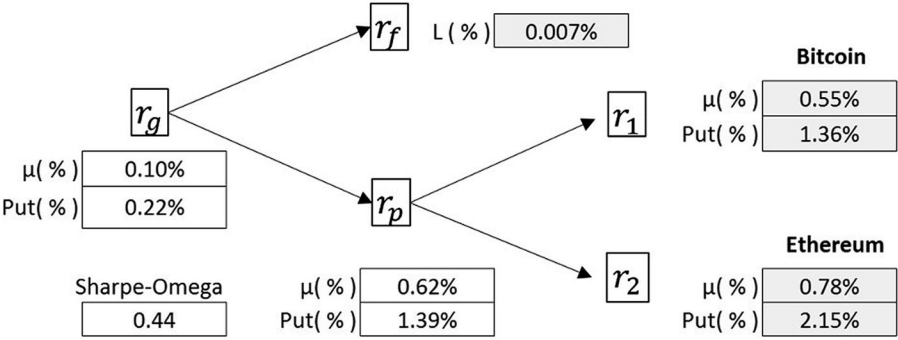 r_f
L ( % ) 0.007%
Bitcoin
r_g
r_1
μ( % ) 0.55%
Put( % ) 1.36%
μ( % ) 0.10%
Put( % ) 0.22%
r_p
Ethereum
r_2
Sharpe-Omega
0.44
μ( % ) 0.62%
Put( % ) 1.39%
μ( % ) 0.78%
Put( % ) 2.15%